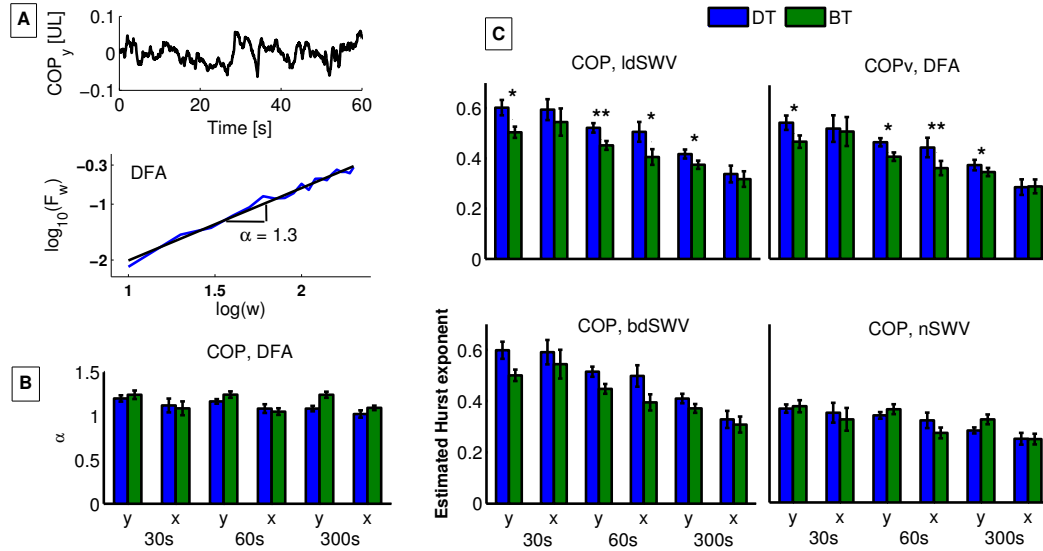 A
COP_y [UL]
0.1
0
−0.1
0
20
40
60
Time [s]
DFA
log₁₀(F_w)
−0.3
−1
−2
α = 1.3
1
1.5
2
log(w)
B
COP, DFA
α
1.5
1
0.5
0
y x y x y x
30s 60s 300s
DT BT
C
COP, ldSWV
0.6
0.4
0.2
0
* ** * *
COPv, DFA
* * ** *
Estimated Hurst exponent
COP, bdSWV
0.6
0.4
0.2
0
y x y x y x
30s 60s 300s
COP, nSWV
y x y x y x
30s 60s 300s